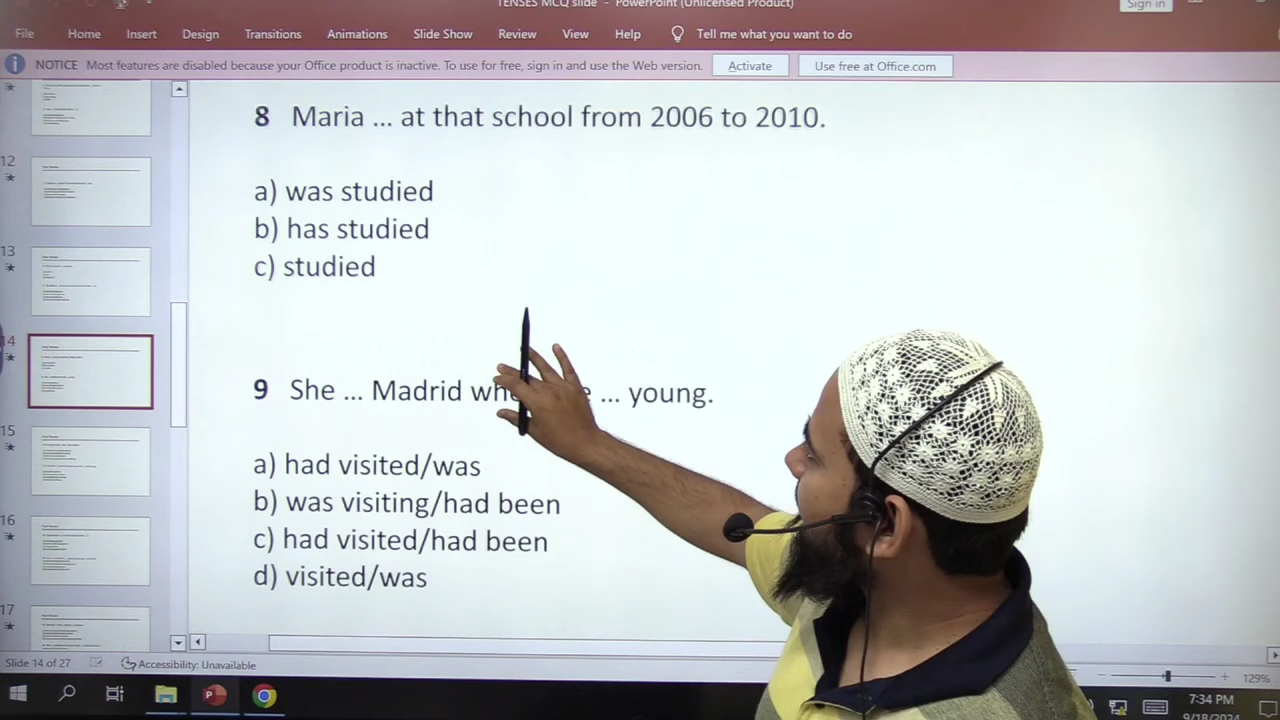 TENSES MCQ slide - PowerPoint (Unlicensed Product)
Sign in
File Home Insert Design Transitions Animations Slide Show Review View Help Tell me what you want to do
NOTICE Most features are disabled because your Office product is inactive. To use for free, sign in and use the Web version. Activate Use free at Office.com
8 Maria ... at that school from 2006 to 2010.
a) was studied
b) has studied
c) studied
9 She ... Madrid ... young.
a) had visited/was
b) was visiting/had been
c) had visited/had been
d) visited/was
12
13
14
15
16
17
Slide 14 of 27 Accessibility: Unavailable
129%
7:34 PM